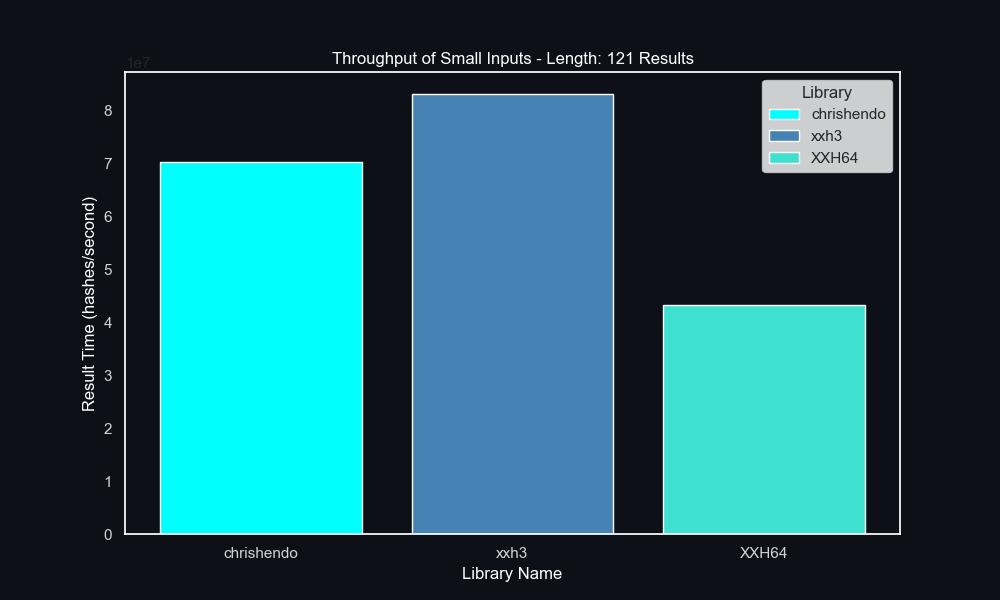 Throughput of Small Inputs - Length: 121 Results
1e7
Library
chrishendo
xxh3
XXH64
8
7
6
5
4
3
2
1
0
Result Time (hashes/second)
chrishendo
xxh3
XXH64
Library Name